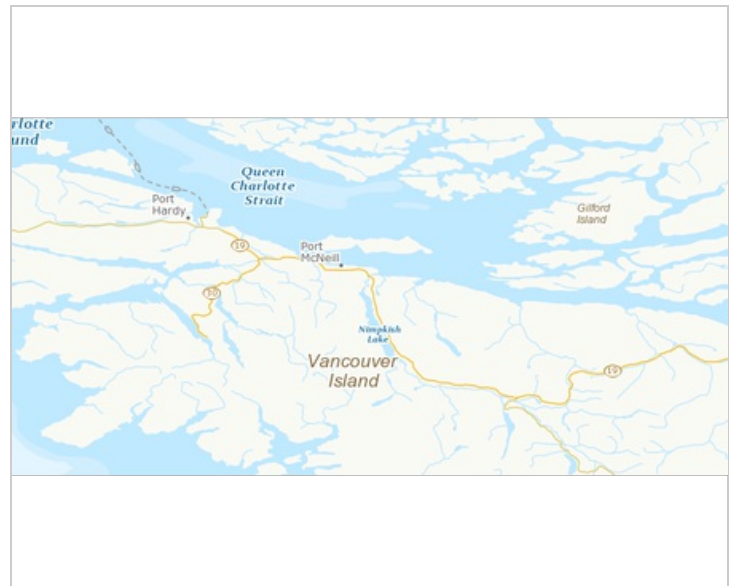 rlotte
und
Queen
Charlotte
Strait
Port
Hardy
Gilford
Island
19
Port
McNeill
30
Nimpkish
Lake
Vancouver
Island
19